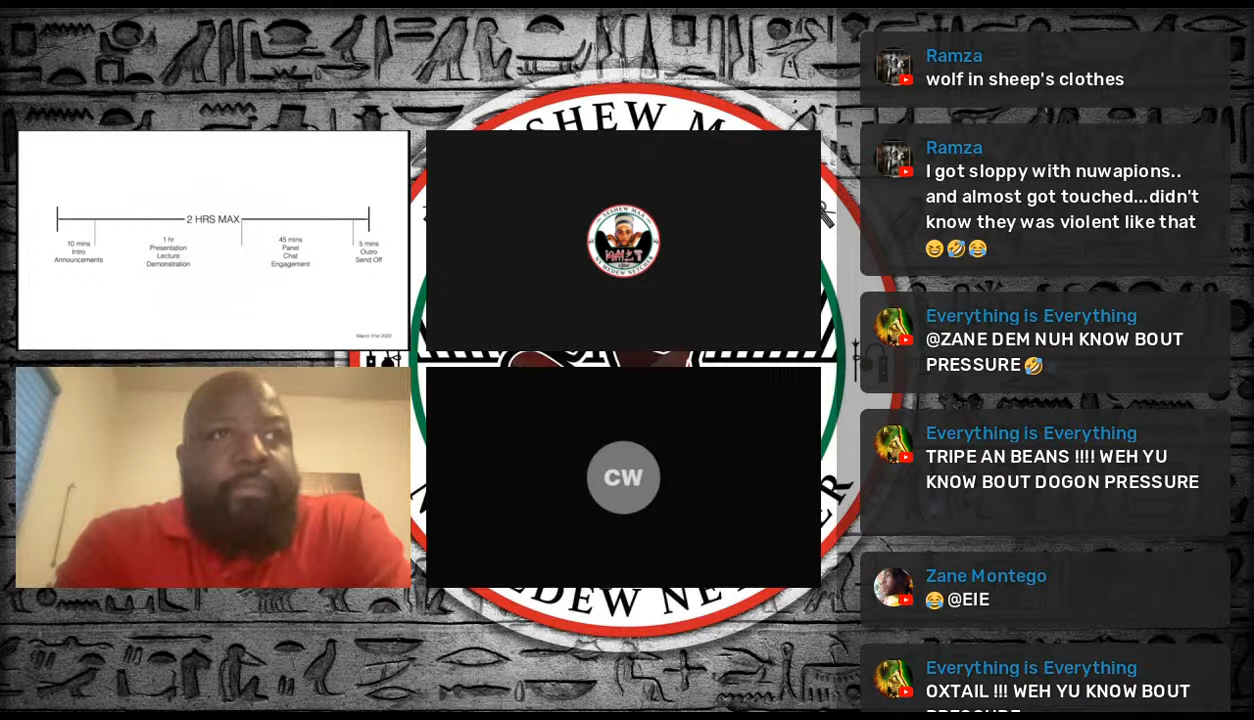 2 HRS MAX
10 mins
Intro
Announcements
1 hr
Presentation
Lecture
Demonstration
45 mins
Panel
Chat
Engagement
5 mins
Outro
Send Off
March 31st 2022
CW
Ramza
wolf in sheep's clothes
Ramza
I got sloppy with nuwapions..
and almost got touched...didn't
know they was violent like that
😆🤣😂
Everything is Everything
@ZANE DEM NUH KNOW BOUT
PRESSURE 🤣
Everything is Everything
TRIPE AN BEANS !!!! WEH YU
KNOW BOUT DOGON PRESSURE
Zane Montego
😂 @EIE
Everything is Everything
OXTAIL !!! WEH YU KNOW BOUT